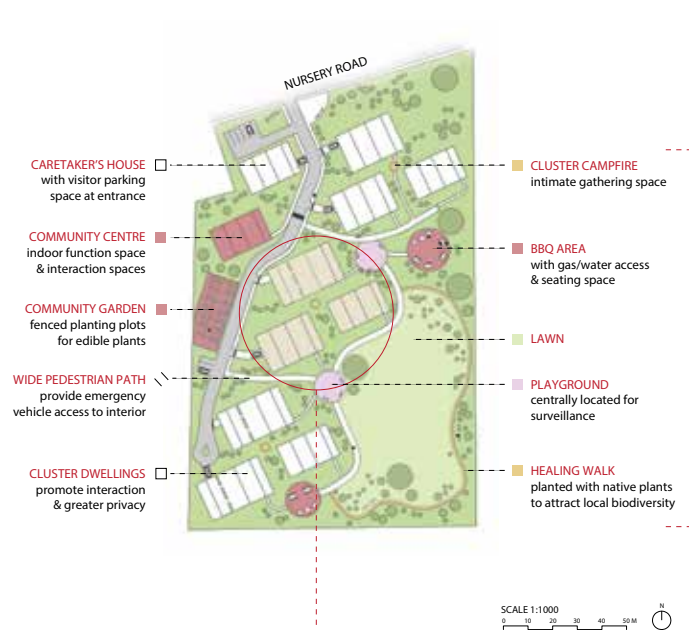 NURSERY ROAD
CARETAKER'S HOUSE
with visitor parking
space at entrance
COMMUNITY CENTRE
indoor function space
& interaction spaces
COMMUNITY GARDEN
fenced planting plots
for edible plants
WIDE PEDESTRIAN PATH
provide emergency
vehicle access to interior
CLUSTER DWELLINGS
promote interaction
& greater privacy
CLUSTER CAMPFIRE
intimate gathering space
BBQ AREA
with gas/water access
& seating space
LAWN
PLAYGROUND
centrally located for
surveillance
HEALING WALK
planted with native plants
to attract local biodiversity
SCALE 1:1000
0 10 20 30 40 50 M
N